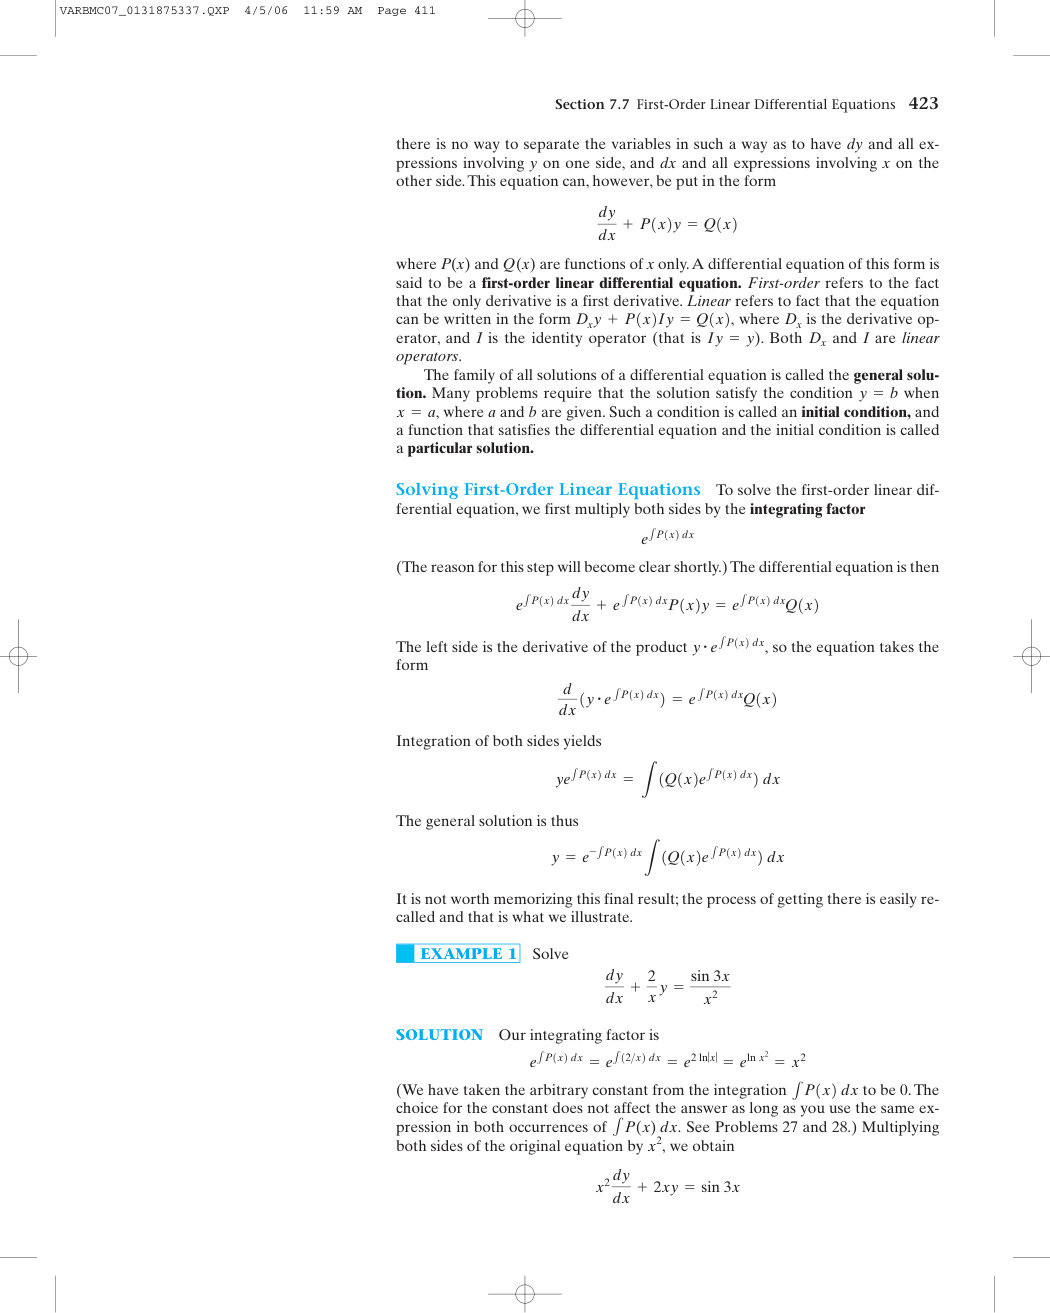 VARBMC07_0131875337.QXP 4/5/06 11:59 AM Page 411
Section 7.7 First-Order Linear Differential Equations 423
there is no way to separate the variables in such a way as to have dy and all ex-
pressions involving y on one side, and dx and all expressions involving x on the
other side. This equation can, however, be put in the form
dy/dx + P(x)y = Q(x)
where P(x) and Q(x) are functions of x only. A differential equation of this form is
said to be a first-order linear differential equation. First-order refers to the fact
that the only derivative is a first derivative. Linear refers to fact that the equation
can be written in the form Dₓy + P(x)Iy = Q(x), where Dₓ is the derivative op-
erator, and I is the identity operator (that is Iy = y). Both Dₓ and I are linear
operators.
The family of all solutions of a differential equation is called the general solu-
tion. Many problems require that the solution satisfy the condition y = b when
x = a, where a and b are given. Such a condition is called an initial condition, and
a function that satisfies the differential equation and the initial condition is called
a particular solution.
Solving First-Order Linear Equations To solve the first-order linear dif-
ferential equation, we first multiply both sides by the integrating factor
e^{∫P(x) dx}
(The reason for this step will become clear shortly.) The differential equation is then
e^{∫P(x) dx} dy/dx + e^{∫P(x) dx}P(x)y = e^{∫P(x) dx}Q(x)
The left side is the derivative of the product y · e^{∫P(x) dx}, so the equation takes the
form
d/dx (y · e^{∫P(x) dx}) = e^{∫P(x) dx}Q(x)
Integration of both sides yields
ye^{∫P(x) dx} = ∫(Q(x)e^{∫P(x) dx}) dx
The general solution is thus
y = e^{−∫P(x) dx} ∫(Q(x)e^{∫P(x) dx}) dx
It is not worth memorizing this final result; the process of getting there is easily re-
called and that is what we illustrate.
EXAMPLE 1 Solve
dy/dx + 2/x y = sin 3x/x²
SOLUTION Our integrating factor is
e^{∫P(x) dx} = e^{∫(2/x) dx} = e^{2 ln|x|} = e^{ln x²} = x²
(We have taken the arbitrary constant from the integration ∫P(x) dx to be 0. The
choice for the constant does not affect the answer as long as you use the same ex-
pression in both occurrences of ∫P(x) dx. See Problems 27 and 28.) Multiplying
both sides of the original equation by x², we obtain
x² dy/dx + 2xy = sin 3x